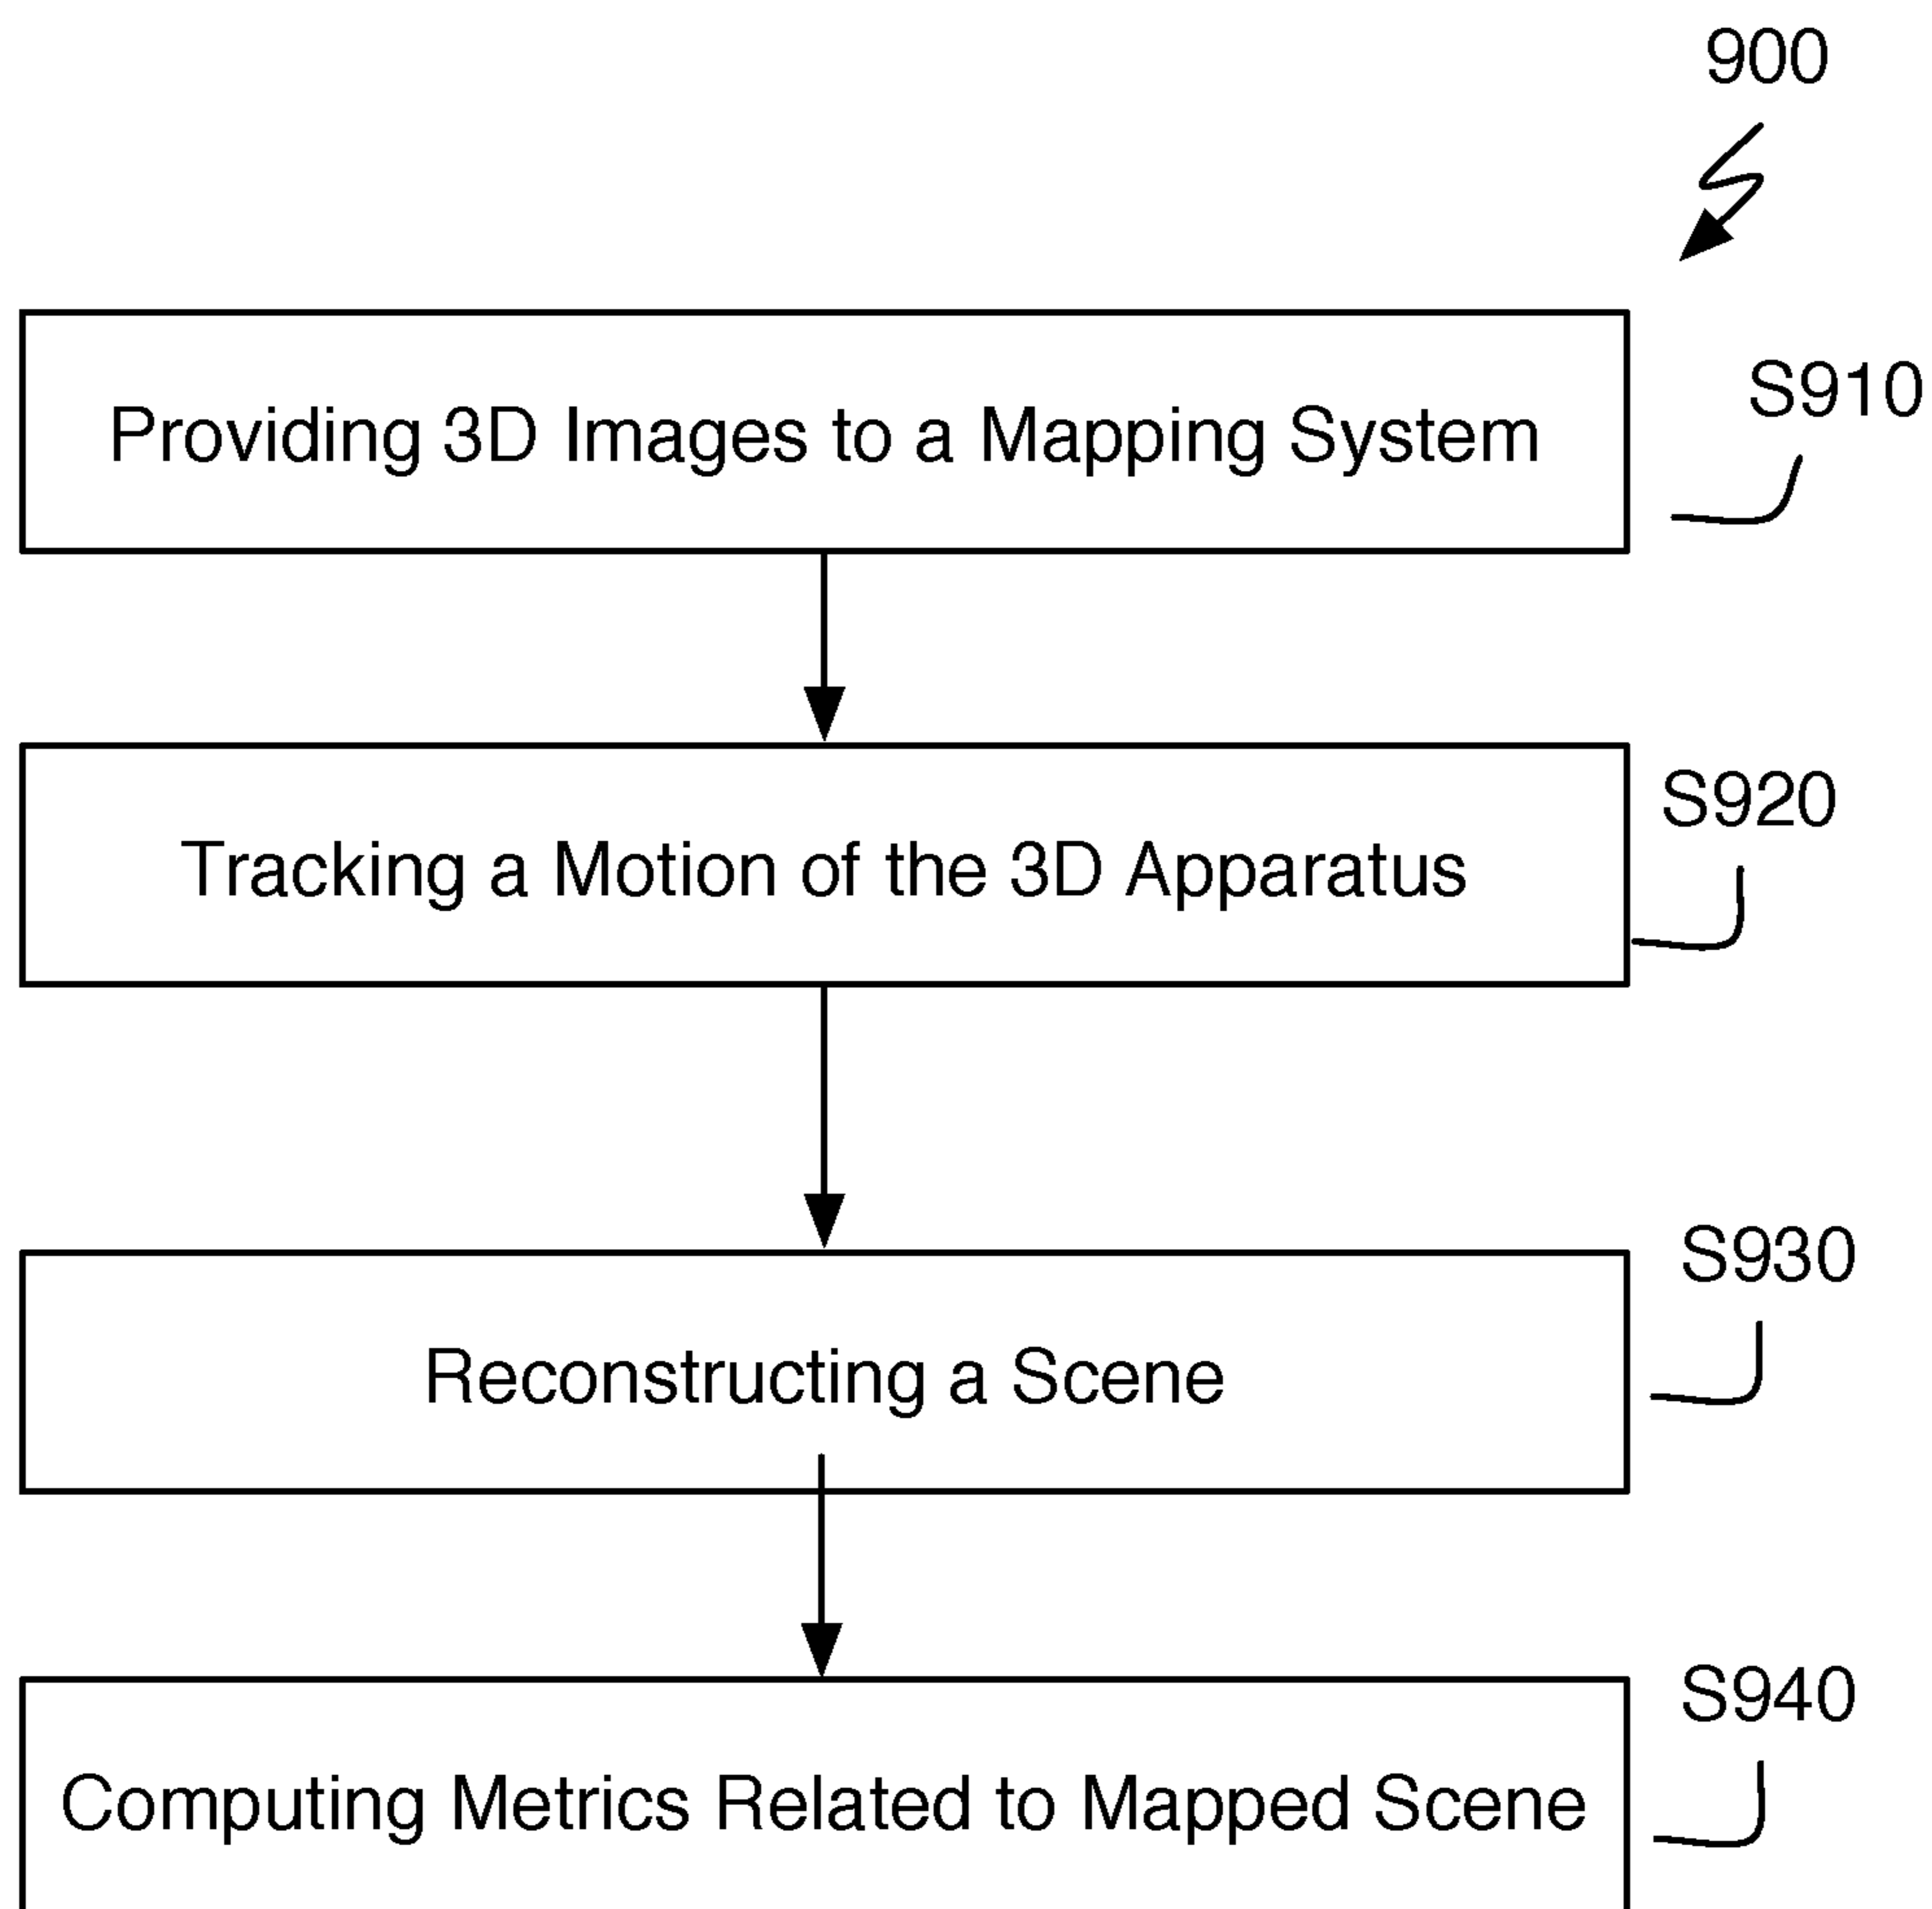 900
Providing 3D Images to a Mapping System
S910
Tracking a Motion of the 3D Apparatus
S920
Reconstructing a Scene
S930
Computing Metrics Related to Mapped Scene
S940